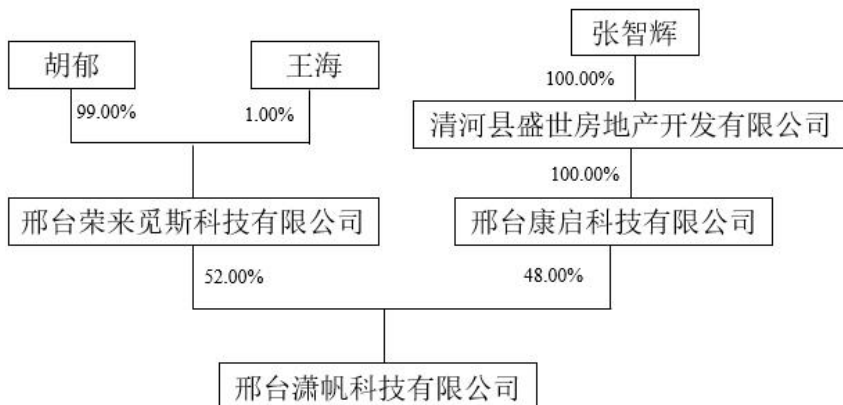 张智辉
胡郁
王海
100.00%
99.00%
1.00%
清河县盛世房地产开发有限公司
100.00%
邢台荣来觅斯科技有限公司
邢台康启科技有限公司
52.00%
48.00%
邢台潇帆科技有限公司